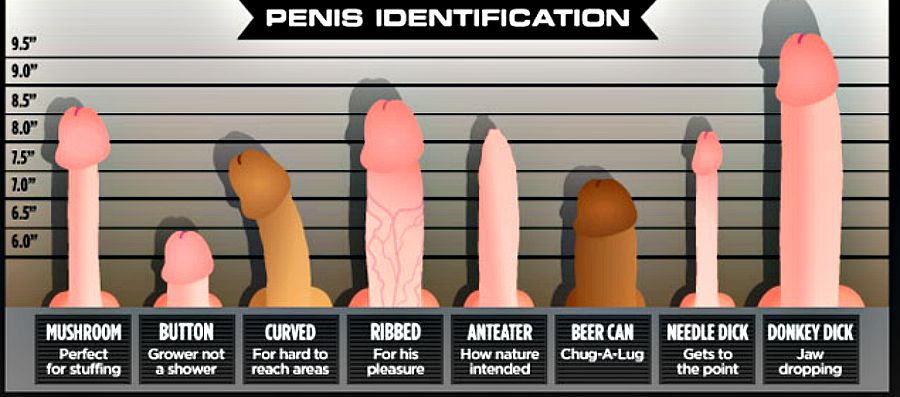 PENIS IDENTIFICATION
9.5”
9.0”
8.5”
8.0”
7.5”
7.0”
6.5”
6.0”
MUSHROOM
Perfect
for stuffing
BUTTON
Grower not
a shower
CURVED
For hard to
reach areas
RIBBED
For his
pleasure
ANTEATER
How nature
intended
BEER CAN
Chug-A-Lug
NEEDLE DICK
Gets to
the point
DONKEY DICK
Jaw
dropping